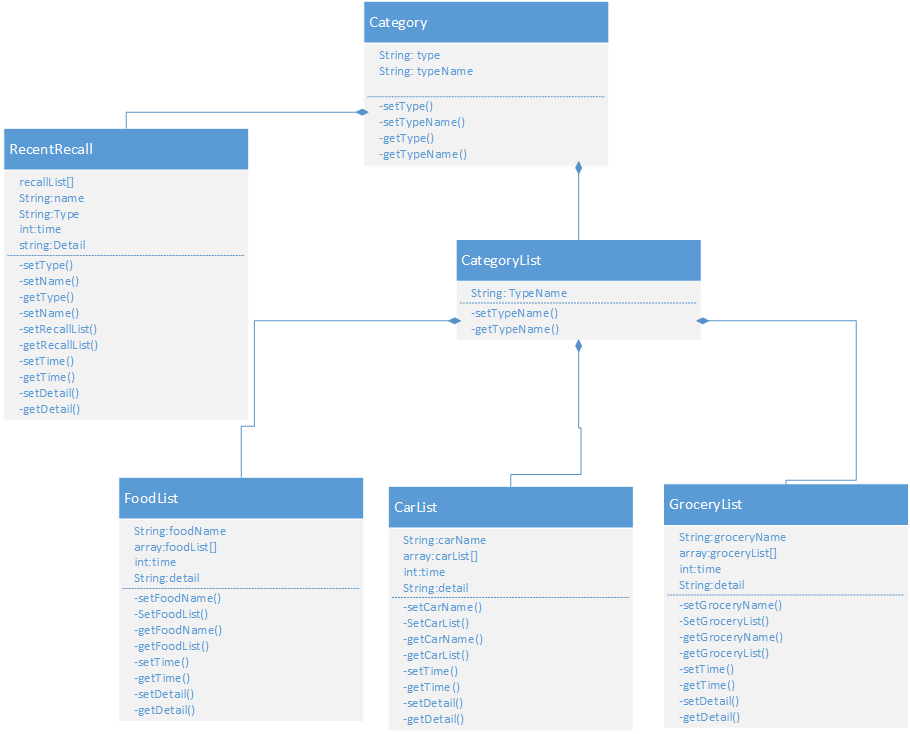 Category
String: type
String: typeName
-setType()
-setTypeName()
-getType()
-getTypeName()
RecentRecall
recallList[]
String:name
String:Type
int:time
string:Detail
-setType()
-setName()
-getType()
-setName()
-setRecallList()
-getRecallList()
-setTime()
-getTime()
-setDetail()
-getDetail()
CategoryList
String: TypeName
-setTypeName()
-getTypeName()
FoodList
String:foodName
array:foodList[]
int:time
String:detail
-setFoodName()
-SetFoodList()
-getFoodName()
-getFoodList()
-setTime()
-getTime()
-setDetail()
-getDetail()
CarList
String:carName
array:carList[]
int:time
String:detail
-setCarName()
-SetCarList()
-getCarName()
-getCarList()
-setTime()
-getTime()
-setDetail()
-getDetail()
GroceryList
String:groceryName
array:groceryList[]
int:time
String:detail
-setGroceryName()
-SetGroceryList()
-getGroceryName()
-getGroceryList()
-setTime()
-getTime()
-setDetail()
-getDetail()